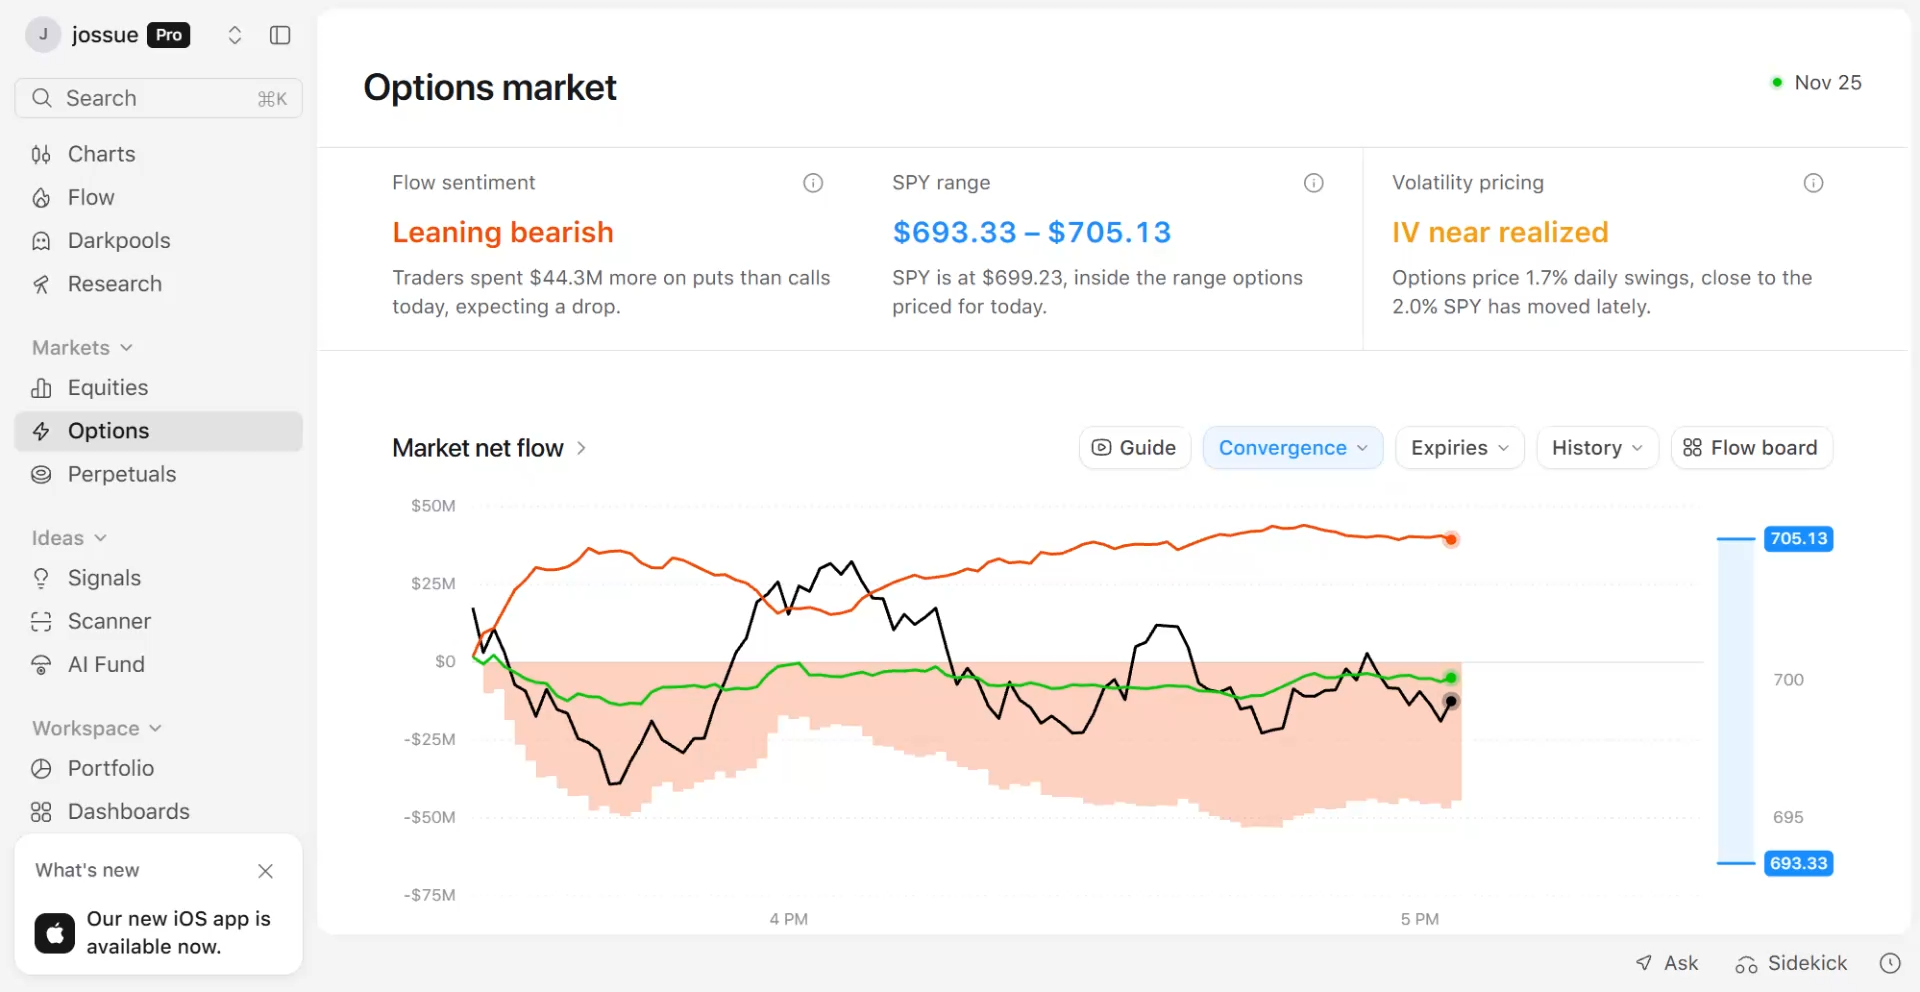 J jossue Pro
Search ⌘K
Charts
Flow
Darkpools
Research
Markets
Equities
Options
Perpetuals
Ideas
Signals
Scanner
AI Fund
Workspace
Portfolio
Dashboards
What's new
Our new iOS app is
available now.
Options market
Nov 25
Flow sentiment
Leaning bearish
Traders spent $44.3M more on puts than calls
today, expecting a drop.
SPY range
$693.33 – $705.13
SPY is at $699.23, inside the range options
priced for today.
Volatility pricing
IV near realized
Options price 1.7% daily swings, close to the
2.0% SPY has moved lately.
Market net flow
Guide
Convergence
Expiries
History
Flow board
$50M
$25M
$0
-$25M
-$50M
-$75M
4 PM
5 PM
705.13
700
695
693.33
Ask
Sidekick